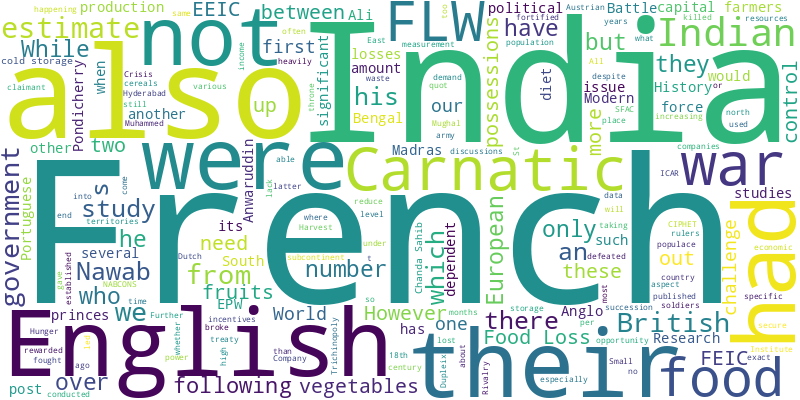 happening production EEIC between Ali political Battle capital farmers
estimate FLW Indian
While not possessions have
cold storage Crisis income often significant losses measurement Austrian years killed resources what
claimant cereals various East diet population issue but they
also India
Pondicherry when Hyderabad first his amount demand Modern History or would control
another still up Bengal waste quot All despite force SFAC north
Muhammed throne our Mughal army more place increasing used
other two Madras discussions St companies
were Carnatic war
government Portuguese s Anwaruddin able lack latter
French had
study its where reduce Chanda Sahib which dependent European only an data will ICAR studies
into come Harvest level such taking CIPHET rulers
end he need South subcontinent under these defeated populace out challenge economic
territories Dutch t most country
Nawab from number aspect
several established gave who NABCONS time fruits EPW However so storage months succession published soldiers specific
Further incentives World has one there Anglo British secure
English their
Hunger princes we whether broke treaty Trichinopoly 18th century per opportunity Research Institute
rewarded led high than company Food Loss FEIC exact
fought ago power lost about Small no
post over following vegetables Dupleix Rivalry food
conducted especially same too heavily fortified